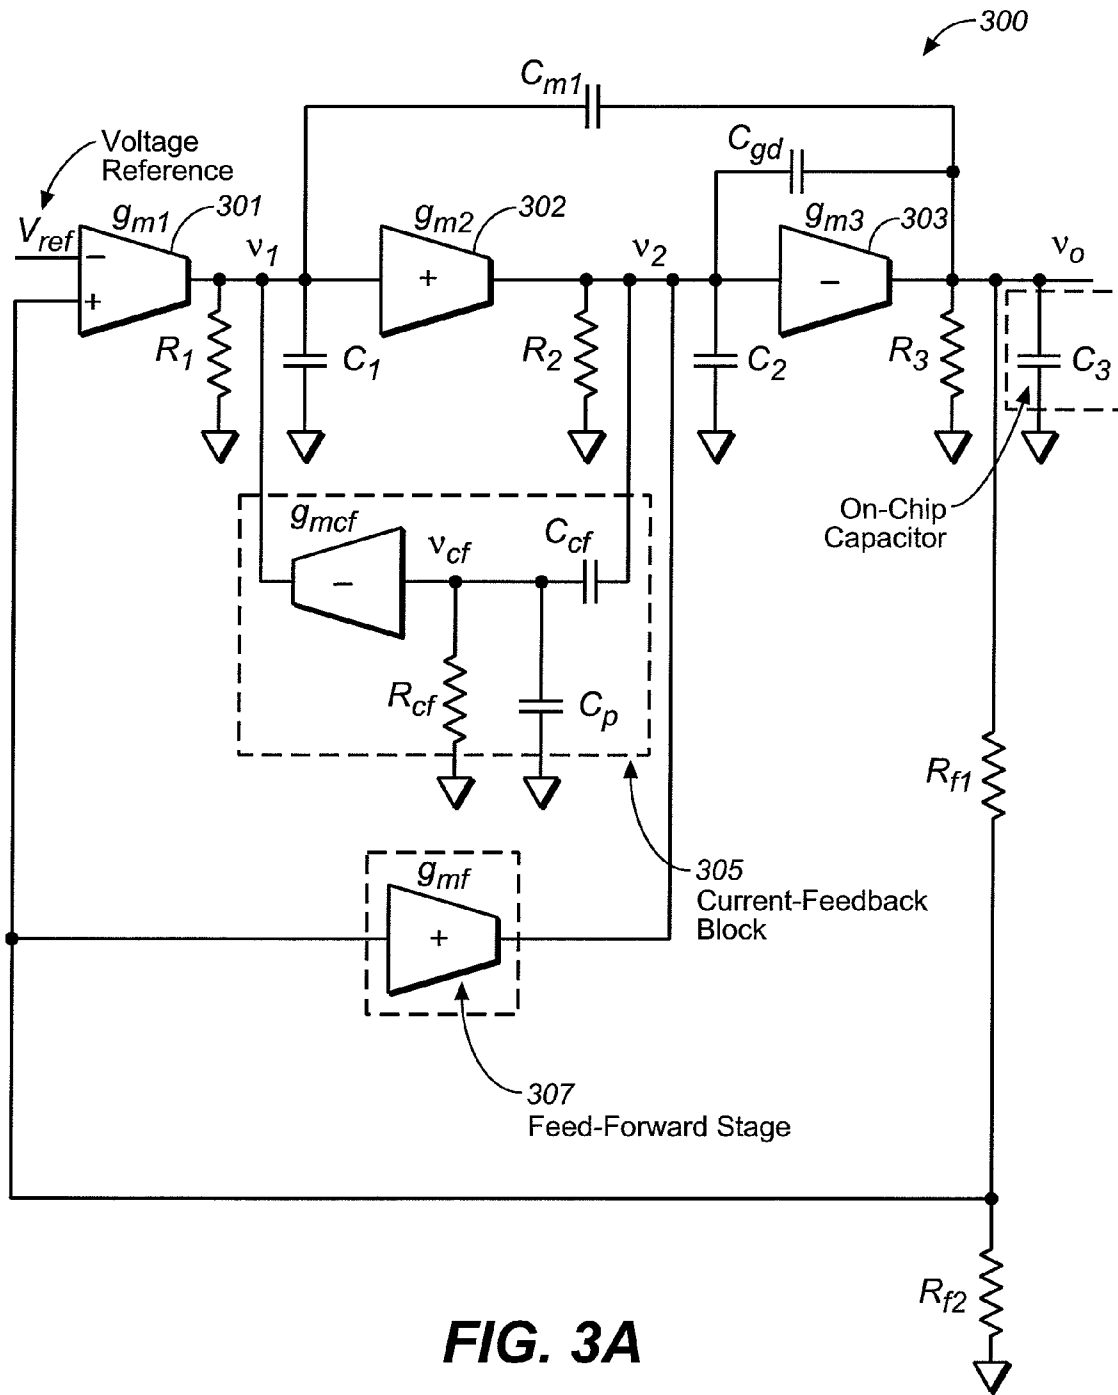 300
C_m1
Voltage
Reference
C_gd
g_m1
301
g_m2
302
g_m3
303
V_ref
−
+
ν_1
+
ν_2
−
ν_o
R_1
C_1
R_2
C_2
R_3
C_3
On-Chip
Capacitor
g_mcf
−
ν_cf
C_cf
R_cf
C_p
R_f1
305
Current-Feedback
Block
g_mf
+
307
Feed-Forward Stage
R_f2
FIG. 3A